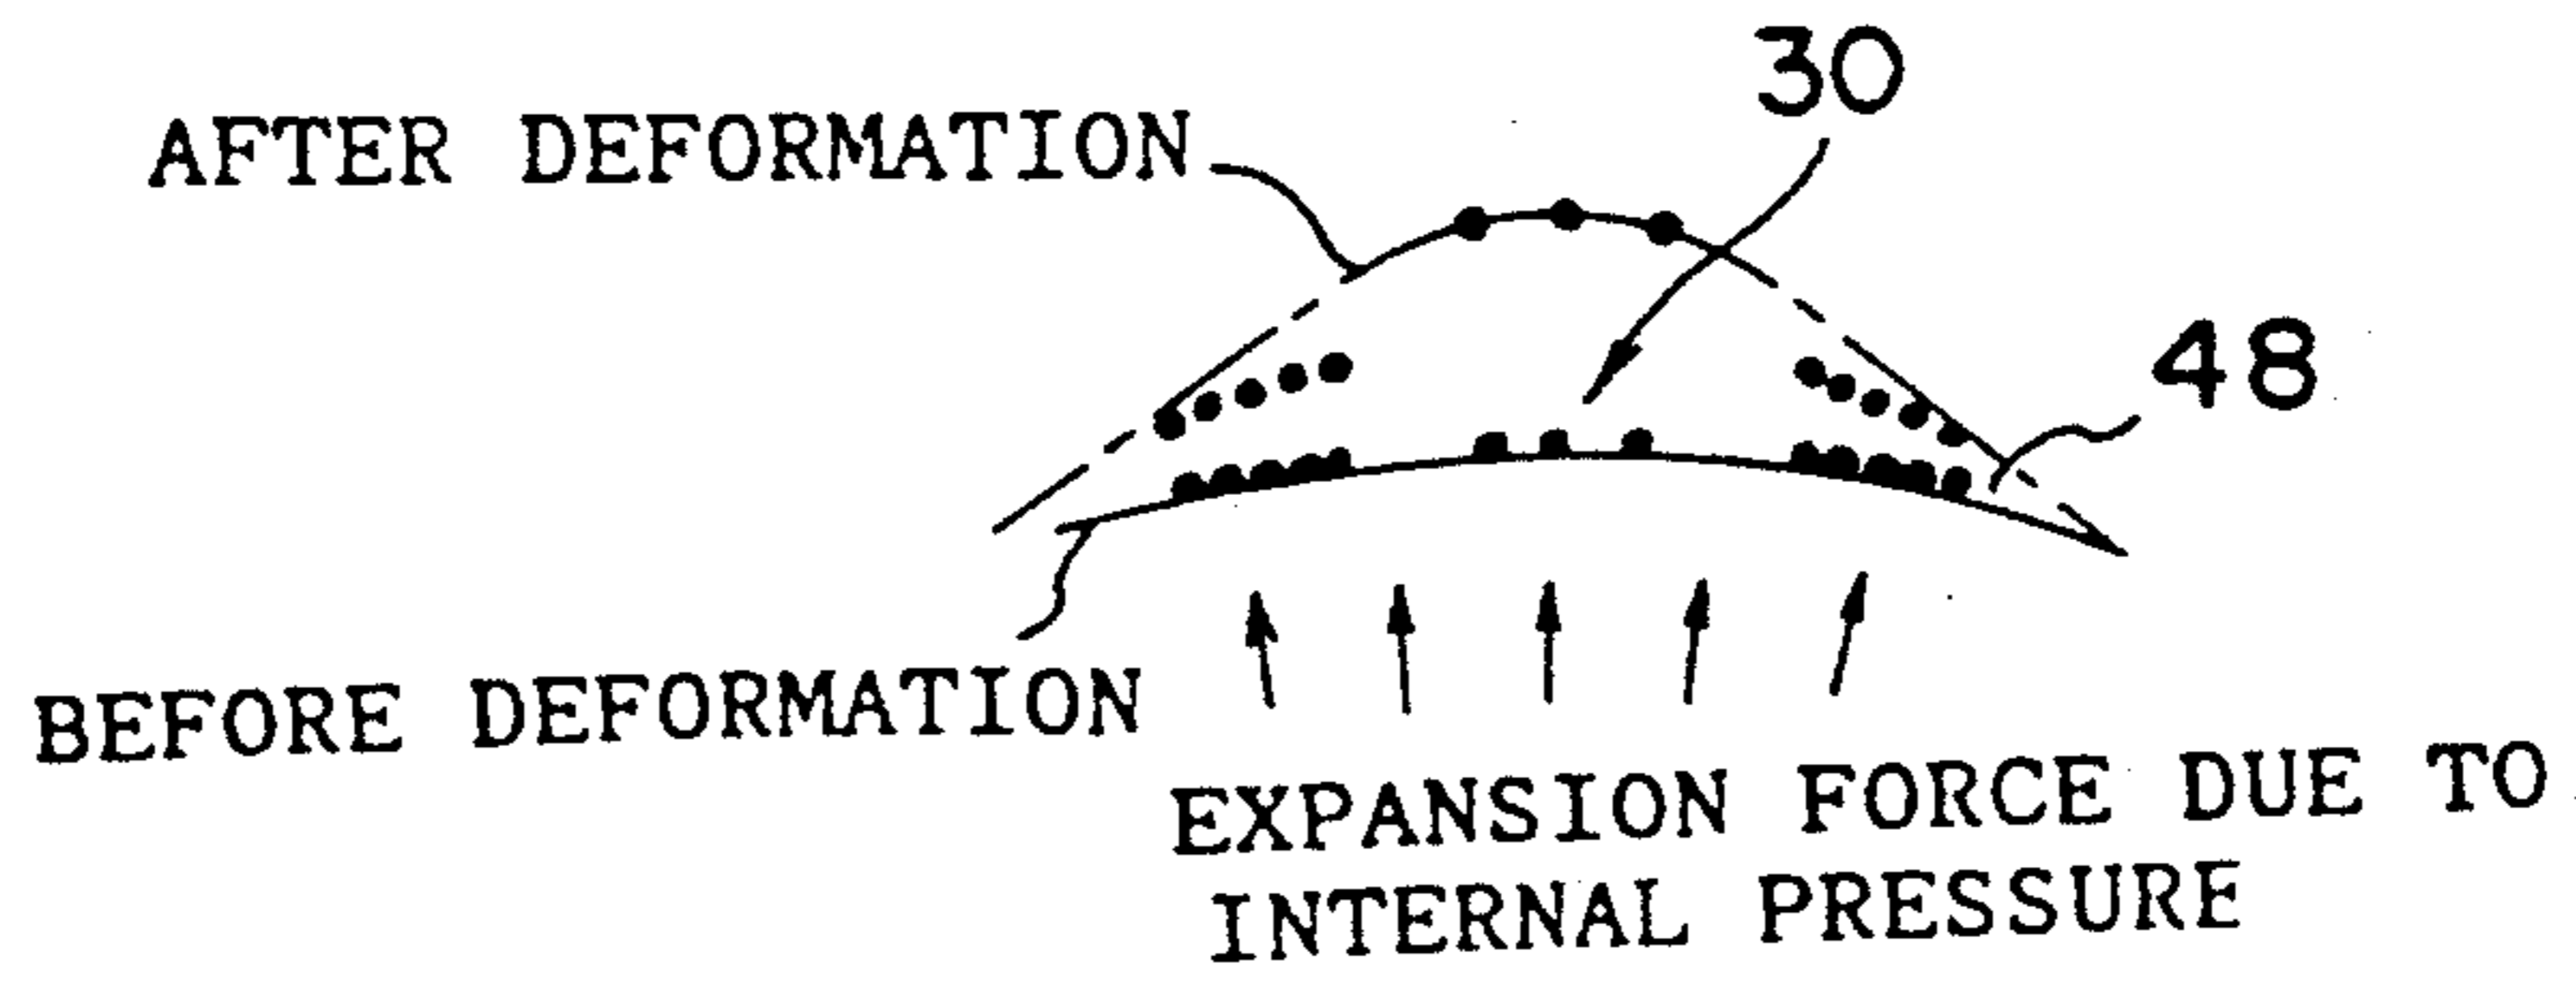 30
AFTER DEFORMATION
48
BEFORE DEFORMATION
EXPANSION FORCE DUE TO
INTERNAL PRESSURE